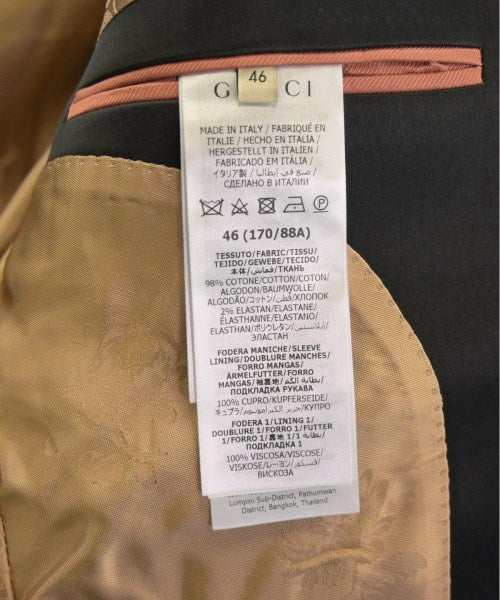 46
G CI
MADE IN ITALY / FABRIQUÉ EN
ITALIE / HECHO EN ITALIA /
HERGESTELLT IN ITALIEN /
FABRICADO EM ITÁLIA /
イタリア製 / صنع في إيطاليا /
СДЕЛАНО В ИТАЛИИ
46 (170/88A)
TESSUTO/FABRIC/TISSU/
TEJIDO/GEWEBE/TECIDO/
本体/قماش/ТКАНЬ
98% COTONE/COTTON/COTON/
ALGODON/BAUMWOLLE/
ALGODÃO/コットン/قطن/ХЛОПОК
2% ELASTAN/ELASTANE/
ÉLASTHANNE/ELASTANO/
ELASTHAN/ポリウレタン/إيلاستين/
ЭЛАСТАН
FODERA MANICHE/SLEEVE
LINING/DOUBLURE MANCHES/
FORRO MANGAS/
ÄRMELFUTTER/FORRO
MANGAS/袖裏地/بطانة الكم/
ПОДКЛАДКА РУКАВА
100% CUPRO/KUPFERSEIDE/
キュプラ/حرير الكبرامونيوم/КУПРО
FODERA 1/LINING 1/
DOUBLURE 1/FORRO 1/FUTTER
1/FORRO 1/裏地 1/بطانة 1/
ПОДКЛАДКА 1
100% VISCOSA/VISCOSE/
VISKOSE/レーヨン/فسكوز/
ВИСКОЗА
Lumpini Sub-District, Pathumwan
District, Bangkok, Thailand